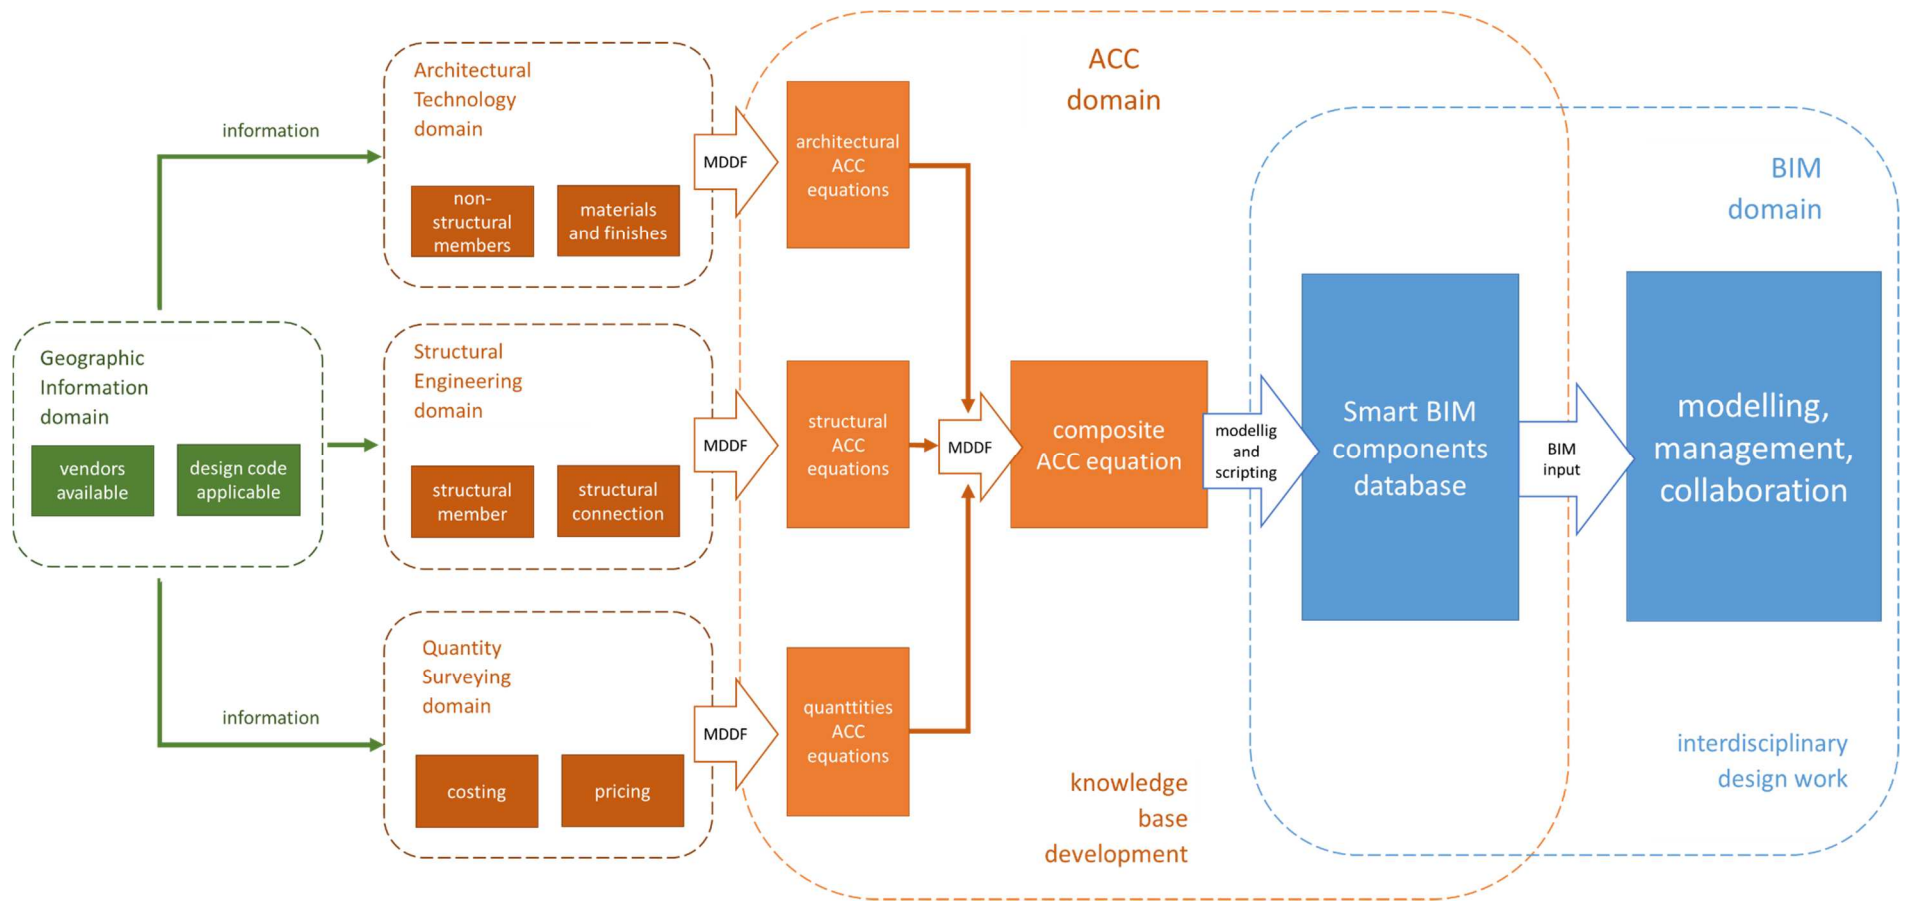 information
Geographic
Information
domain
vendors
available
design code
applicable
information
Architectural
Technology
domain
non-
structural
members
materials
and finishes
MDDF
Structural
Engineering
domain
structural
member
structural
connection
MDDF
Quantity
Surveying
domain
costing
pricing
MDDF
ACC
domain
architectural
ACC
equations
structural
ACC
equations
quanttities
ACC
equations
MDDF
composite
ACC equation
knowledge
base
development
modellig
and
scripting
BIM
domain
Smart BIM
components
database
BIM
input
modelling,
management,
collaboration
interdisciplinary
design work